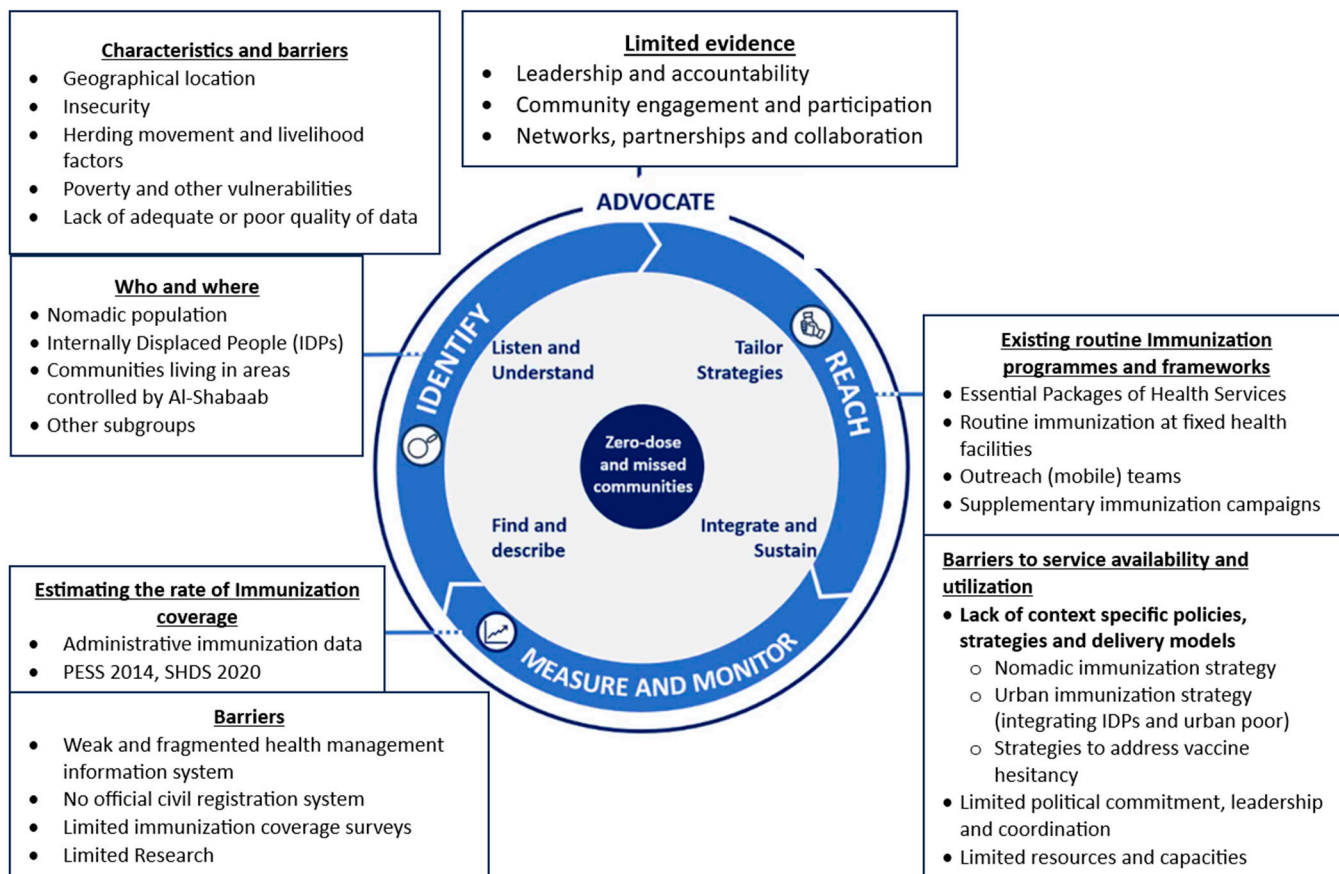 Characteristics and barriers
• Geographical location
• Insecurity
• Herding movement and livelihood
factors
• Poverty and other vulnerabilities
• Lack of adequate or poor quality of data
Limited evidence
• Leadership and accountability
• Community engagement and participation
• Networks, partnerships and collaboration
Who and where
• Nomadic population
• Internally Displaced People (IDPs)
• Communities living in areas
controlled by Al-Shabaab
• Other subgroups
ADVOCATE
IDENTIFY
REACH
MEASURE AND MONITOR
Listen and
Understand
Tailor
Strategies
Zero-dose
and missed
communities
Find and
describe
Integrate and
Sustain
Existing routine Immunization
programmes and frameworks
• Essential Packages of Health Services
• Routine immunization at fixed health
facilities
• Outreach (mobile) teams
• Supplementary immunization campaigns
Estimating the rate of Immunization
coverage
• Administrative immunization data
• PESS 2014, SHDS 2020
Barriers
• Weak and fragmented health management
information system
• No official civil registration system
• Limited immunization coverage surveys
• Limited Research
Barriers to service availability and
utilization
• Lack of context specific policies,
strategies and delivery models
o Nomadic immunization strategy
o Urban immunization strategy
(integrating IDPs and urban poor)
o Strategies to address vaccine
hesitancy
• Limited political commitment, leadership
and coordination
• Limited resources and capacities